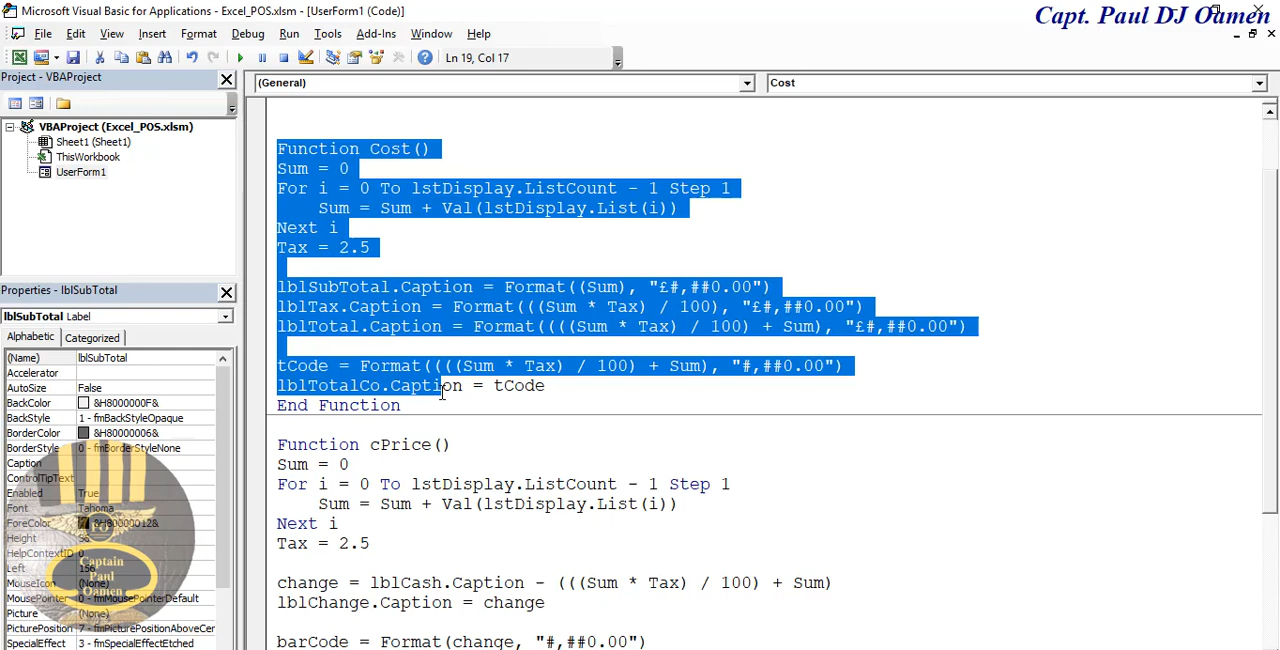 Microsoft Visual Basic for Applications - Excel_POS.xlsm - [UserForm1 (Code)]
Capt. Paul DJ Oamen
File Edit View Insert Format Debug Run Tools Add-Ins Window Help
Ln 19, Col 17
Project - VBAProject
(General)
Cost
VBAProject (Excel_POS.xlsm)
Sheet1 (Sheet1)
ThisWorkbook
UserForm1
Function Cost()
Sum = 0
For i = 0 To lstDisplay.ListCount - 1 Step 1
Sum = Sum + Val(lstDisplay.List(i))
Next i
Tax = 2.5
lblSubTotal.Caption = Format((Sum), "£#,##0.00")
lblTax.Caption = Format(((Sum * Tax) / 100), "£#,##0.00")
lblTotal.Caption = Format((((Sum * Tax) / 100) + Sum), "£#,##0.00")
tCode = Format((((Sum * Tax) / 100) + Sum), "#,##0.00")
lblTotalCo.Caption = tCode
End Function
Function cPrice()
Sum = 0
For i = 0 To lstDisplay.ListCount - 1 Step 1
Sum = Sum + Val(lstDisplay.List(i))
Next i
Tax = 2.5
change = lblCash.Caption - (((Sum * Tax) / 100) + Sum)
lblChange.Caption = change
barCode = Format(change, "#,##0.00")
Properties - lblSubTotal
lblSubTotal Label
Alphabetic Categorized
(Name) lblSubTotal
Accelerator
AutoSize False
BackColor &H8000000F&
BackStyle 1 - fmBackStyleOpaque
BorderColor &H80000006&
BorderStyle 0 - fmBorderStyleNone
Caption
ControlTipText
Enabled True
Font Tahoma
ForeColor &H80000012&
Height
HelpContextID 0
Left 156
MouseIcon (None)
MousePointer 0 - fmMousePointerDefault
Picture (None)
PicturePosition 7 - fmPicturePositionAboveCer
SpecialEffect 3 - fmSpecialEffectEtched
Captain
Paul
Oamen